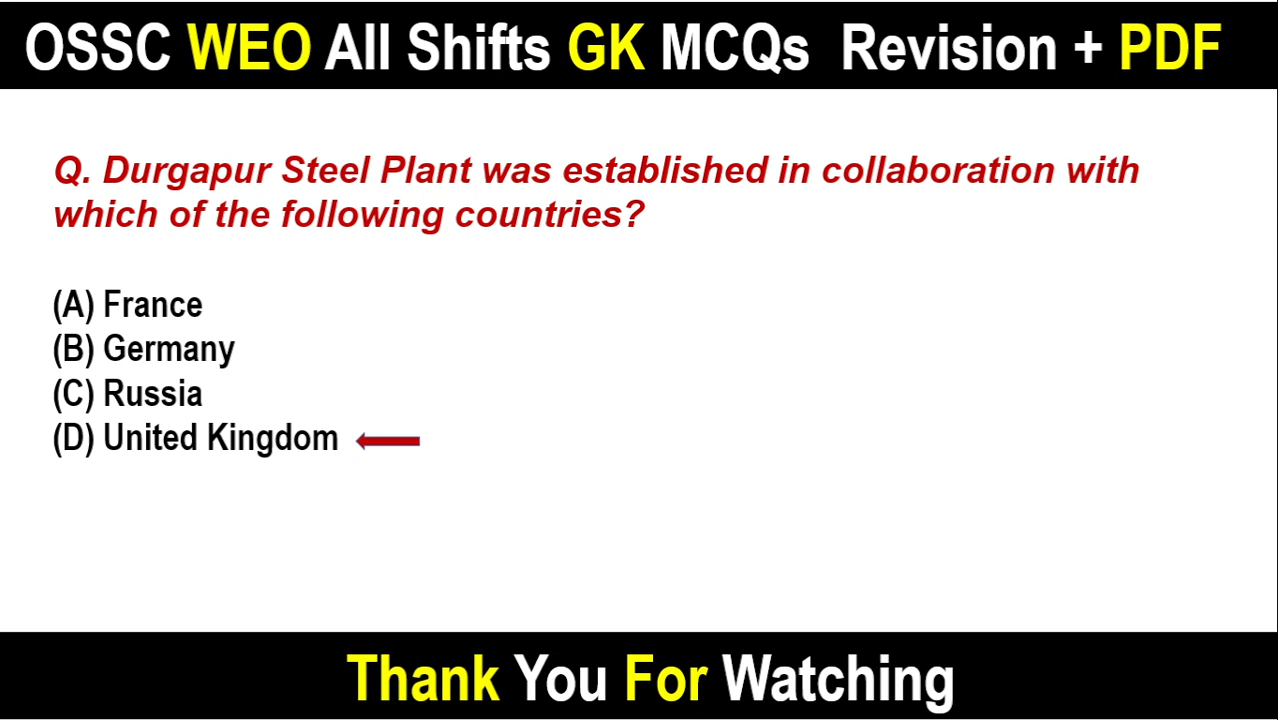 OSSC WEO All Shifts GK MCQs Revision + PDF
Q. Durgapur Steel Plant was established in collaboration with
which of the following countries?
(A) France
(B) Germany
(C) Russia
(D) United Kingdom
Thank You For Watching